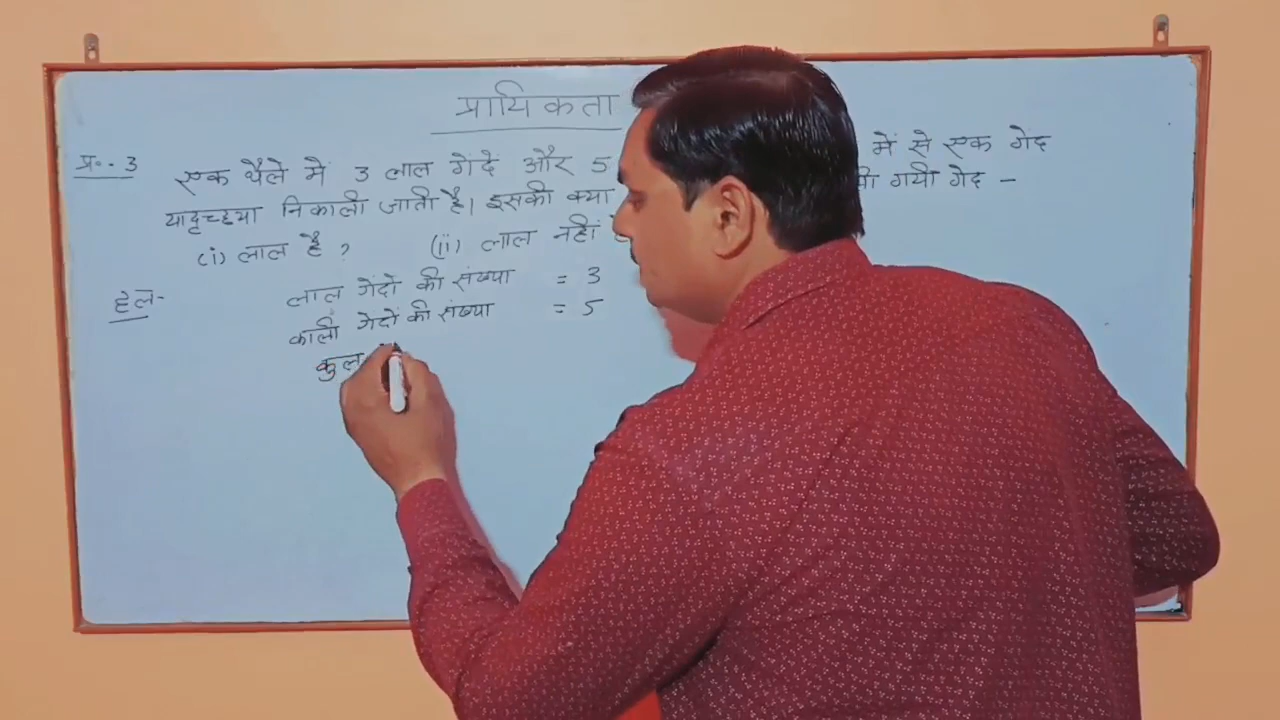 प्रायिकता
प्र०-3 एक थैले में 3 लाल गेंदे और 5 में से एक गेद
यादृच्छया निकाली जाती है। इसकी क्या गयी गेद -
(i) लाल है ? (ii) लाल नहीं
हल- लाल गेंदों की संख्या = 3
काली गेदों की संख्या = 5
कुल